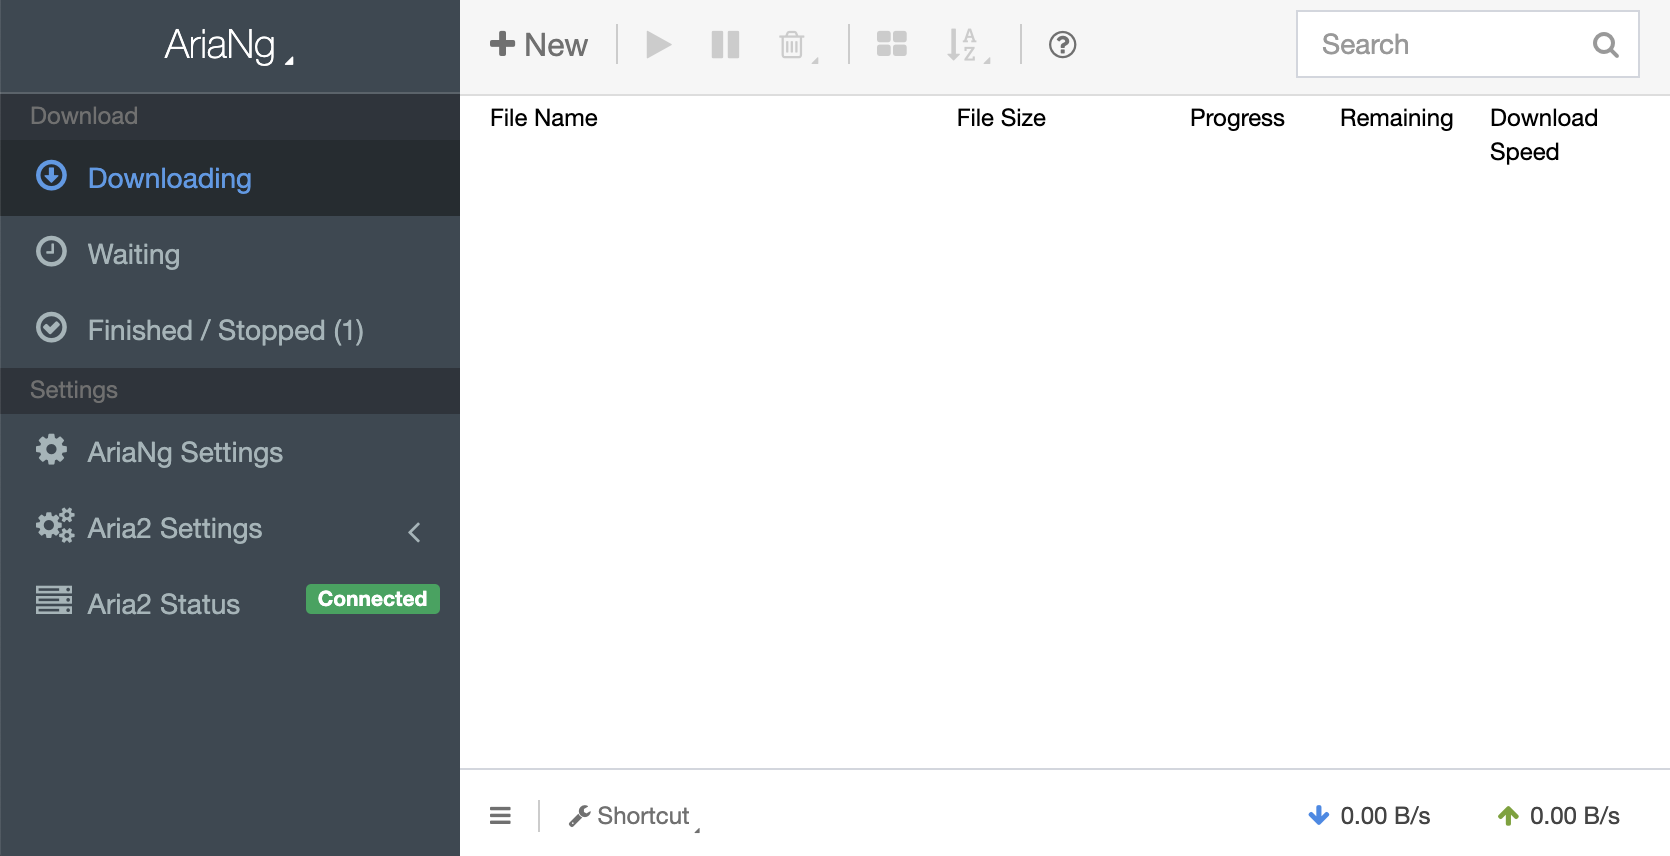 AriaNg
Download
Downloading
Waiting
Finished / Stopped (1)
Settings
AriaNg Settings
Aria2 Settings
Aria2 Status Connected
New
Search
File Name File Size Progress Remaining Download
Speed
Shortcut 0.00 B/s 0.00 B/s